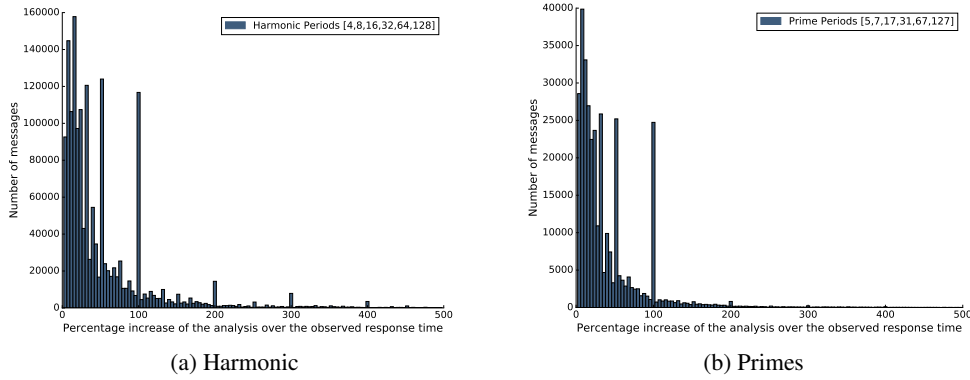 160000
140000
120000
100000
80000
60000
40000
20000
0
Number of messages
Harmonic Periods [4,8,16,32,64,128]
0 100 200 300 400 500
Percentage increase of the analysis over the observed response time
(a) Harmonic
40000
35000
30000
25000
20000
15000
10000
5000
0
Number of messages
Prime Periods [5,7,17,31,67,127]
0 100 200 300 400 500
Percentage increase of the analysis over the observed response time
(b) Primes